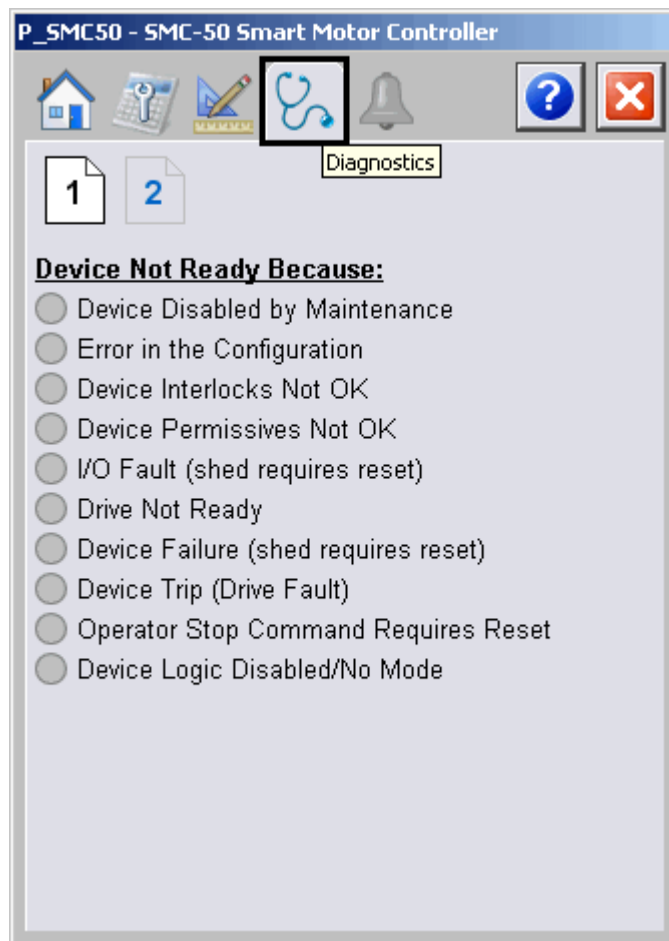 P_SMC50 - SMC-50 Smart Motor Controller
?
Diagnostics
1
2
Device Not Ready Because:
Device Disabled by Maintenance
Error in the Configuration
Device Interlocks Not OK
Device Permissives Not OK
I/O Fault (shed requires reset)
Drive Not Ready
Device Failure (shed requires reset)
Device Trip (Drive Fault)
Operator Stop Command Requires Reset
Device Logic Disabled/No Mode